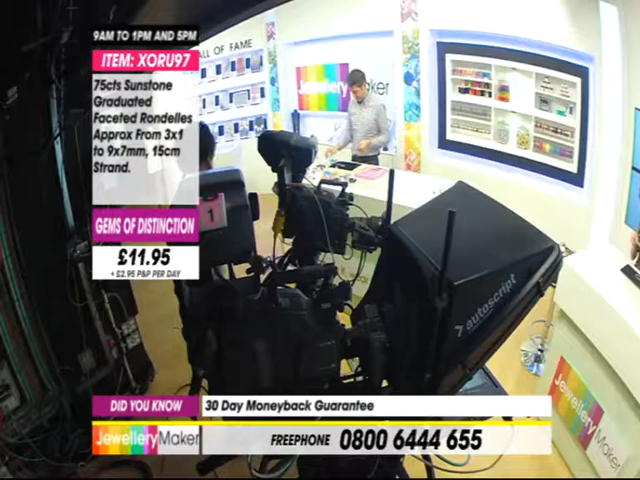 9AM TO 1PM AND 5PM
ITEM: XORU97
75cts Sunstone
Graduated
Faceted Rondelles
Approx From 3x1
to 9x7mm, 15cm
Strand.
GEMS OF DISTINCTION
£11.95
+ £2.95 P&P PER DAY
ALL OF FAME
Jewellery Maker
1
autoscript
Jewellery Maker
DID YOU KNOW
30 Day Moneyback Guarantee
JewelleryMaker
FREEPHONE 0800 6444 655